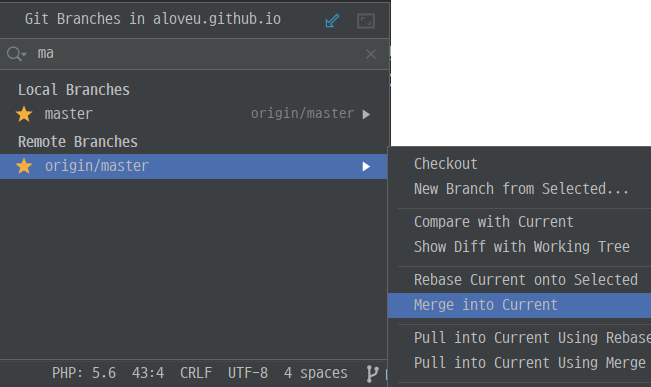 Git Branches in aloveu.github.io
ma
Local Branches
master origin/master
Remote Branches
origin/master
Checkout
New Branch from Selected...
Compare with Current
Show Diff with Working Tree
Rebase Current onto Selected
Merge into Current
Pull into Current Using Rebase
Pull into Current Using Merge
PHP: 5.6 43:4 CRLF UTF-8 4 spaces